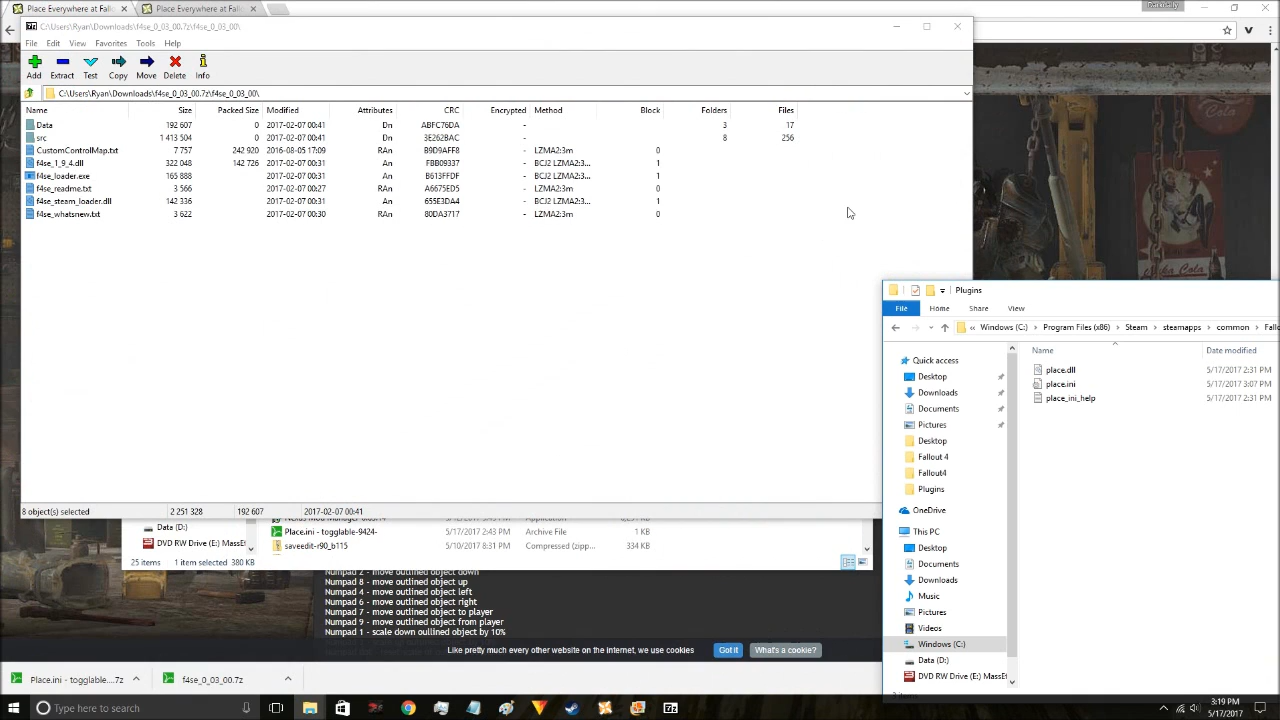 Place Everywhere at Fallo
Place Everywhere at Fallou
C:\Users\Ryan\Downloads\f4se_0_03_00.7z\f4se_0_03_00\
File Edit View Favorites Tools Help
Add Extract Test Copy Move Delete Info
C:\Users\Ryan\Downloads\f4se_0_03_00.7z\f4se_0_03_00\
Name Size Packed Size Modified Attributes CRC Encrypted Method Block Folders Files
Data 192 607 0 2017-02-07 00:41 Dn ABFC76DA - 3 17
src 1 413 504 0 2017-02-07 00:41 Dn 3E262BAC - 8 256
CustomControlMap.txt 7 757 242 920 2016-08-05 17:09 RAn B9D9AFF8 - LZMA2:3m 0
f4se_1_9_4.dll 322 048 142 726 2017-02-07 00:31 An FBB09337 - BCJ2 LZMA2:3... 1
f4se_loader.exe 165 888 2017-02-07 00:31 An B613FFDF - BCJ2 LZMA2:3... 1
f4se_readme.txt 3 566 2017-02-07 00:27 RAn A6675ED5 - LZMA2:3m 0
f4se_steam_loader.dll 142 336 2017-02-07 00:31 An 655E3DA4 - BCJ2 LZMA2:3... 1
f4se_whatsnew.txt 3 622 2017-02-07 00:30 RAn 80DA3717 - LZMA2:3m 0
8 object(s) selected 2 251 328 192 607 2017-02-07 00:41
Plugins
File Home Share View
Windows (C:) Program Files (x86) Steam steamapps common Fallo
Name Date modified
place.dll 5/17/2017 2:31 PM
place.ini 5/17/2017 3:07 PM
place_ini_help 5/17/2017 2:31 PM
Quick access
Desktop
Downloads
Documents
Pictures
Desktop
Fallout 4
Fallout4
Plugins
OneDrive
This PC
Desktop
Documents
Downloads
Music
Pictures
Videos
Windows (C:)
Data (D:)
DVD RW Drive (E:) MassEf
Data (D:)
DVD RW Drive (E:) MassEf
Place.ini - togglable-9424- 5/17/2017 2:43 PM Archive File 1 KB
saveedit-r90_b115 5/10/2017 8:31 PM Compressed (zipp... 334 KB
25 items 1 item selected 380 KB
Numpad 2 - move outlined object down
Numpad 8 - move outlined object up
Numpad 4 - move outlined object left
Numpad 6 - move outlined object right
Numpad 7 - move outlined object to player
Numpad 9 - move outlined object from player
Numpad 1 - scale down outlined object by 10%
Like pretty much every other website on the internet, we use cookies Got it What's a cookie?
Place.ini - togglable....7z f4se_0_03_00.7z
Type here to search
3:19 PM
5/17/2017